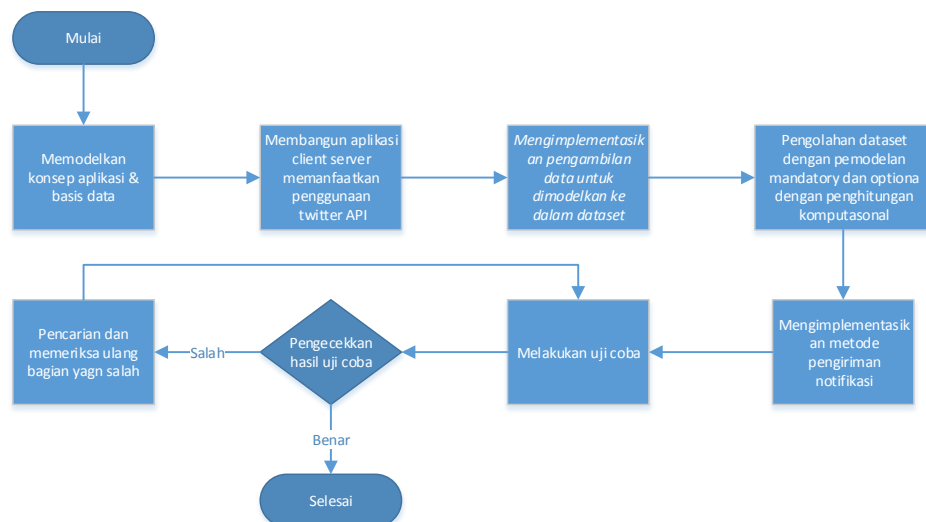 Mulai
Memodelkan
konsep aplikasi &
basis data
Membangun aplikasi
client server
memanfaatkan
penggunaan
twitter API
Mengimplementasik
an pengambilan
data untuk
dimodelkan ke
dalam dataset
Pengolahan dataset
dengan pemodelan
mandatory dan optiona
dengan penghitungan
komputasonal
Mengimplementasik
an metode
pengiriman
notifikasi
Melakukan uji coba
Pengecekkan
hasil uji coba
Salah
Pencarian dan
memeriksa ulang
bagian yagn salah
Benar
Selesai